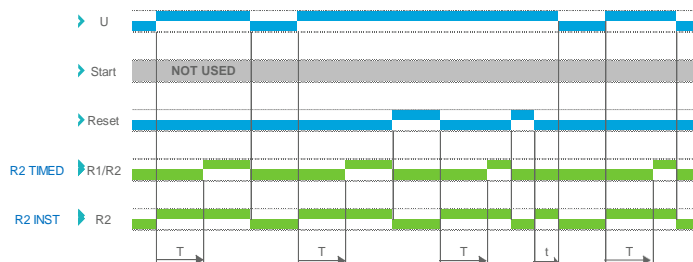 U
Start
NOT USED
Reset
R2 TIMED R1/R2
R2 INST R2
T T T t T